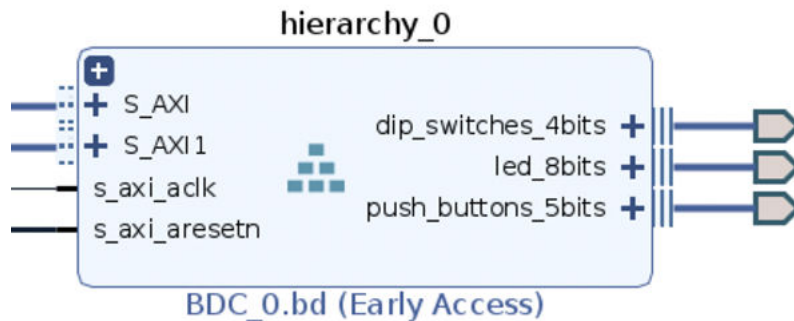 hierarchy_0
S_AXI
S_AXI1
s_axi_aclk
s_axi_aresetn
dip_switches_4bits
led_8bits
push_buttons_5bits
BDC_0.bd (Early Access)